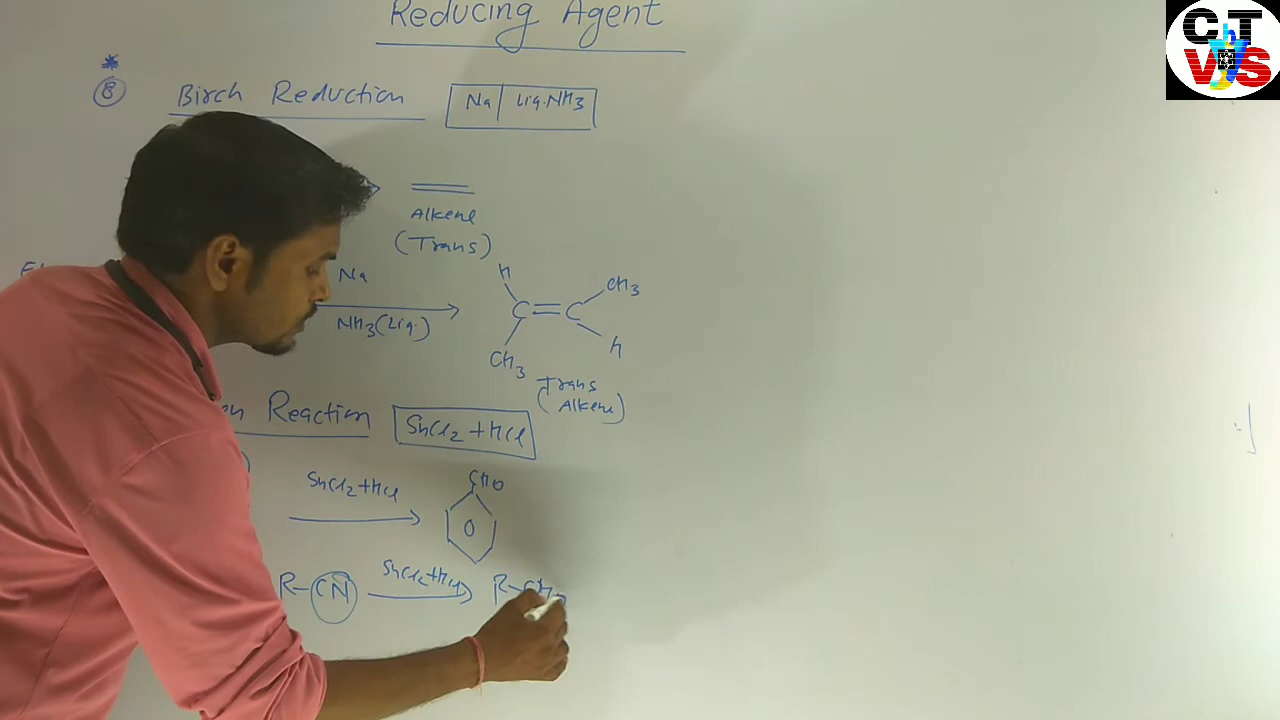 Reducing Agent
*
8 Birch Reduction Na | Liq. NH3
Alkene
(Trans)
Na
NH3 (Liq.)
H
CH3
C=C
CH3
H
Trans
(Alkene)
Reaction SnCl2 + HCl
SnCl2 + HCl
CHO
R-CN SnCl2 + HCl R-CH
C T
V S